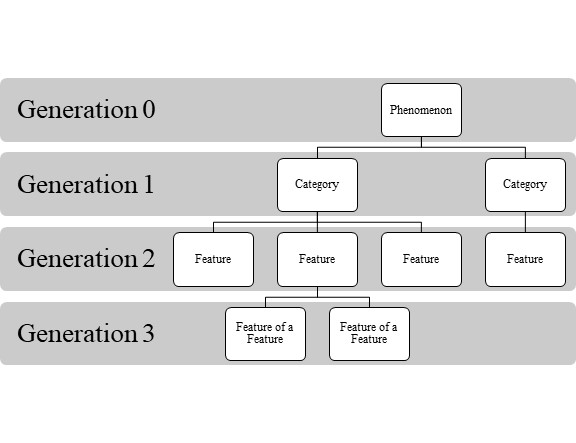 Generation 0
Phenomenon
Generation 1
Category
Category
Generation 2
Feature
Feature
Feature
Feature
Generation 3
Feature of a
Feature
Feature of a
Feature